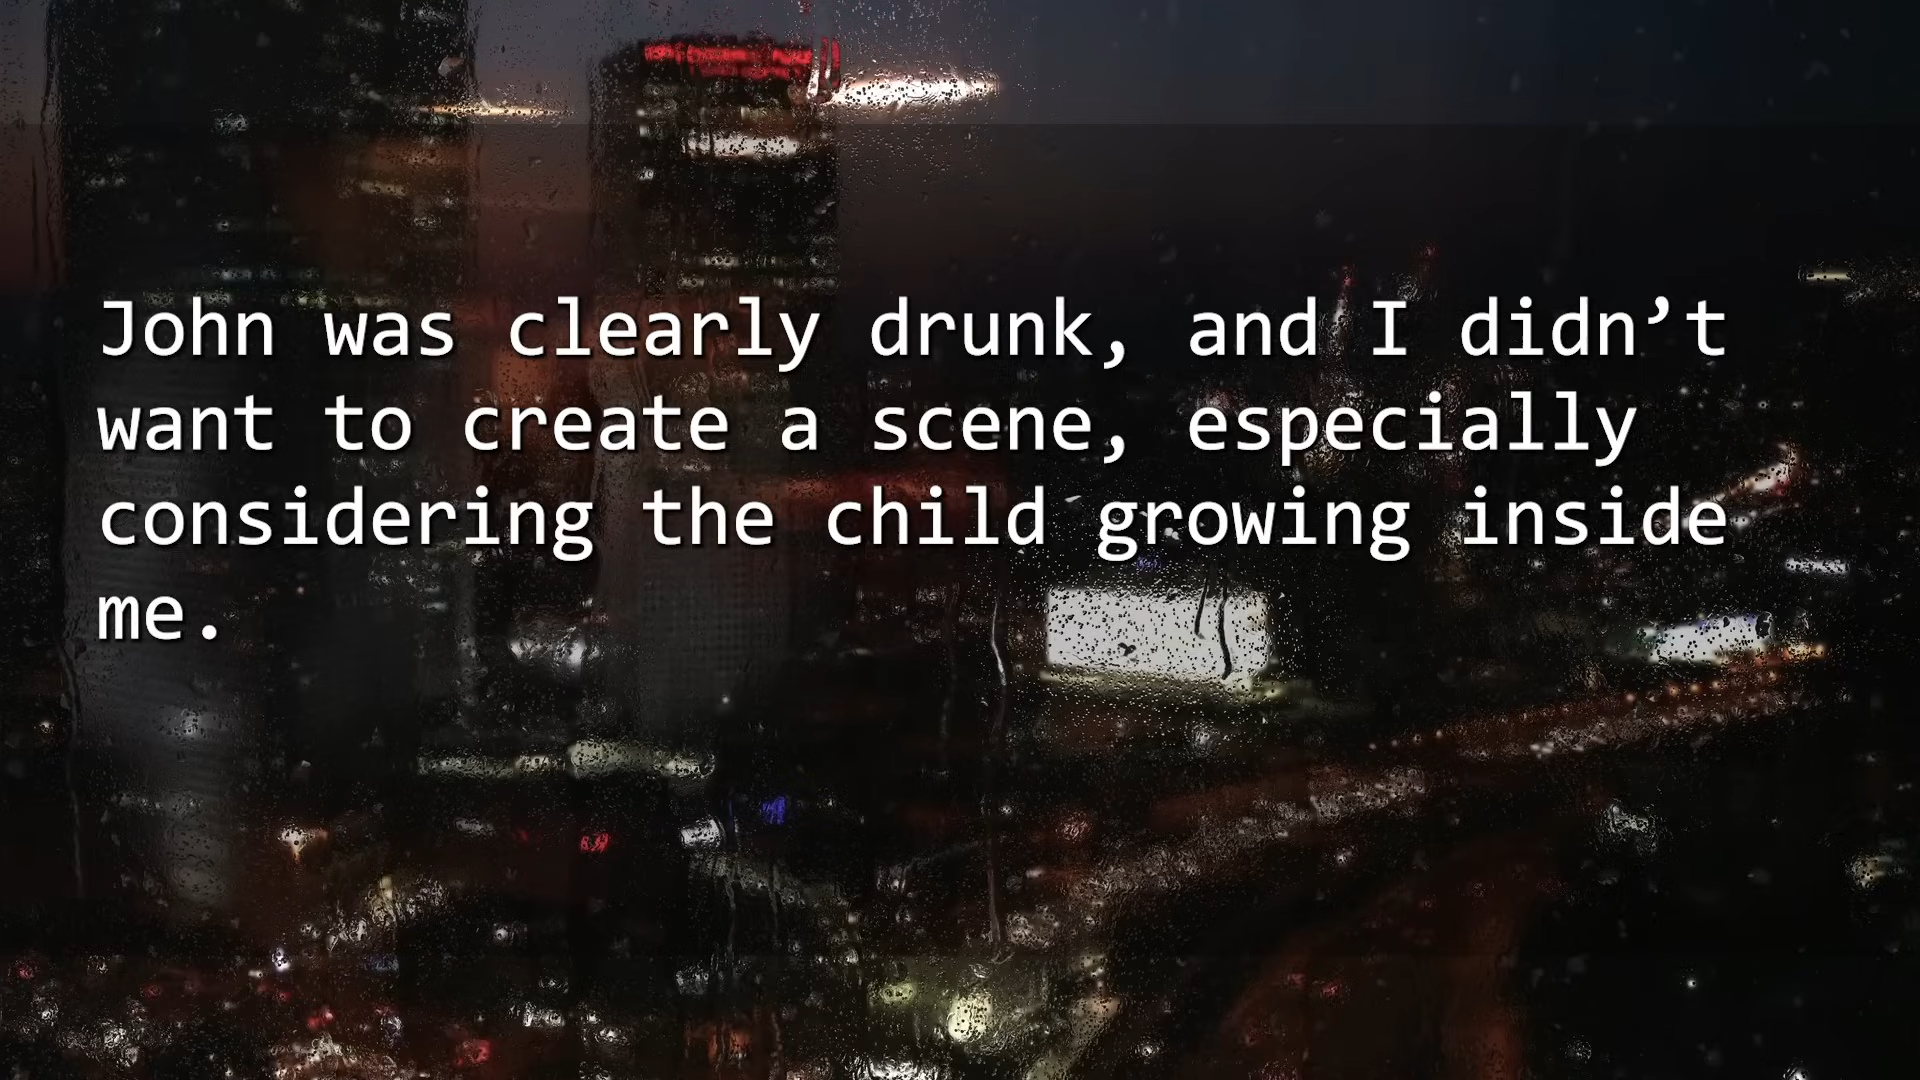 John was clearly drunk, and I didn’t
want to create a scene, especially
considering the child growing inside
me.